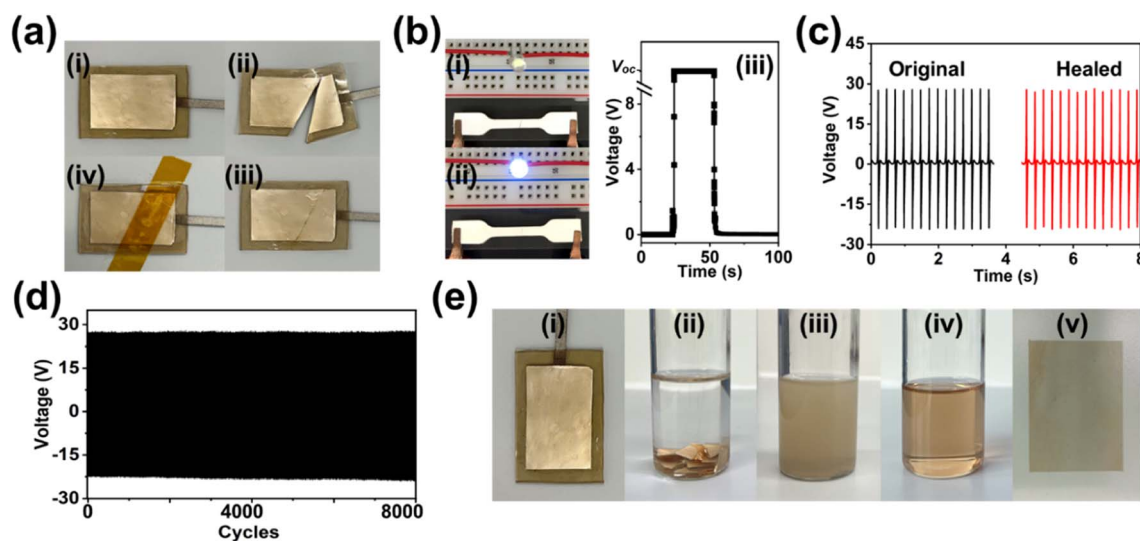 (a)
(i)
(ii)
(iv)
(iii)
(b)
(i)
(ii)
Voltage (V)
Voc
8
4
0
(iii)
0 50 100
Time (s)
(c)
Voltage (V)
45
30
15
0
-15
-30
Original Healed
0 2 4 6 8
Time (s)
(d)
Voltage (V)
30
15
0
-15
-30
0 4000 8000
Cycles
(e)
(i) (ii) (iii) (iv) (v)